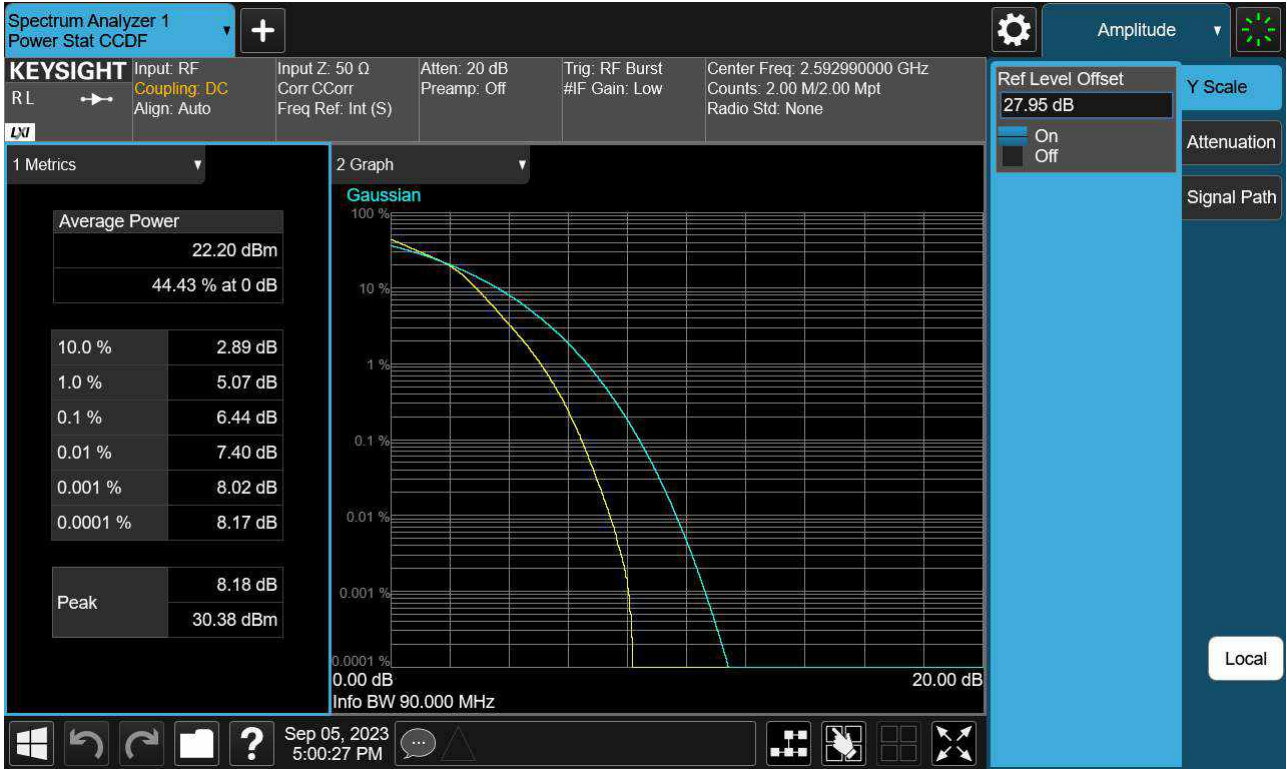 Spectrum Analyzer 1
Power Stat CCDF
Amplitude
KEYSIGHT
RL
LXI
Input: RF
Coupling: DC
Align: Auto
Input Z: 50 Ω
Corr CCorr
Freq Ref: Int (S)
Atten: 20 dB
Preamp: Off
Trig: RF Burst
#IF Gain: Low
Center Freq: 2.592990000 GHz
Counts: 2.00 M/2.00 Mpt
Radio Std: None
Ref Level Offset
27.95 dB
On
Off
Y Scale
Attenuation
Signal Path
Local
1 Metrics
Average Power
22.20 dBm
44.43 % at 0 dB
10.0 % 2.89 dB
1.0 % 5.07 dB
0.1 % 6.44 dB
0.01 % 7.40 dB
0.001 % 8.02 dB
0.0001 % 8.17 dB
Peak
8.18 dB
30.38 dBm
2 Graph
Gaussian
100 %
10 %
1 %
0.1 %
0.01 %
0.001 %
0.0001 %
0.00 dB 20.00 dB
Info BW 90.000 MHz
?
Sep 05, 2023
5:00:27 PM